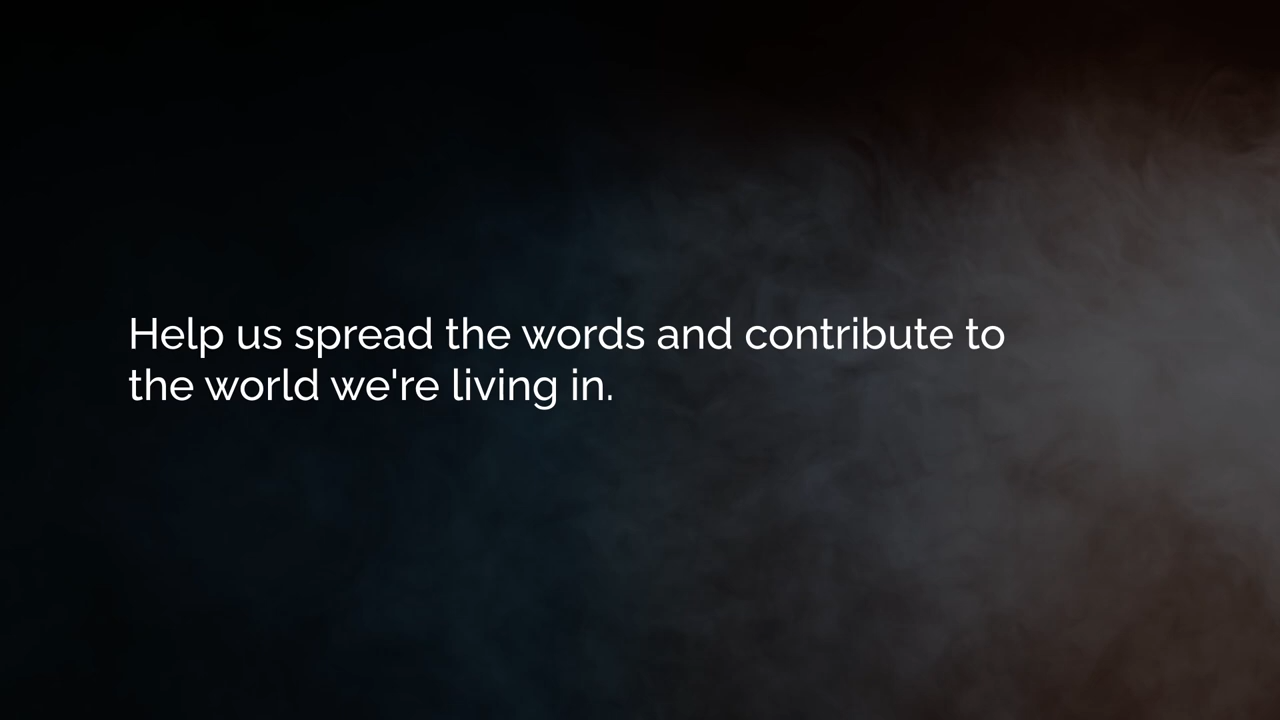 Help us spread the words and contribute to
the world we're living in.